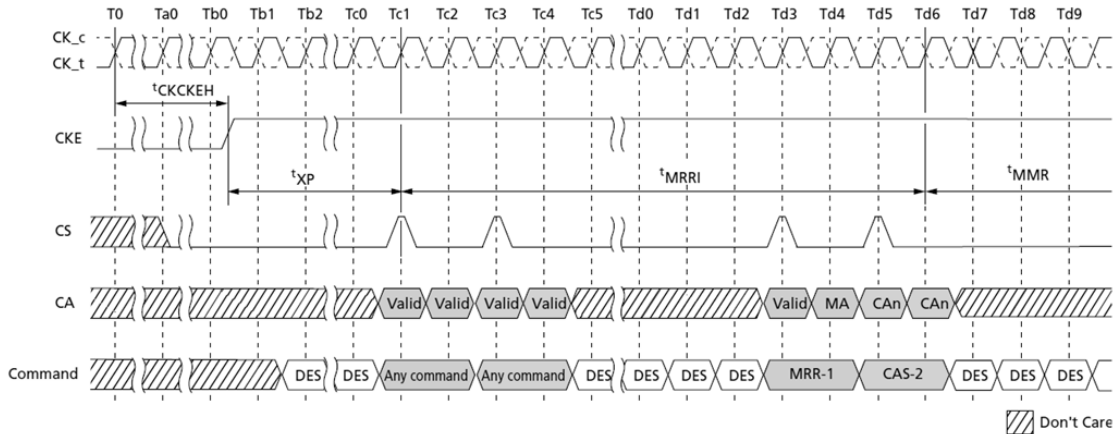 T0 Ta0 Tb0 Tb1 Tb2 Tc0 Tc1 Tc2 Tc3 Tc4 Tc5 Td0 Td1 Td2 Td3 Td4 Td5 Td6 Td7 Td8 Td9
CK_c
CK_t
tCKCKEH
CKE
tXP tMRRI tMMR
CS
CA Valid Valid Valid Valid Valid MA CAn CAn
Command DES DES Any command Any command DES DES DES DES MRR-1 CAS-2 DES DES DES
Don't Care